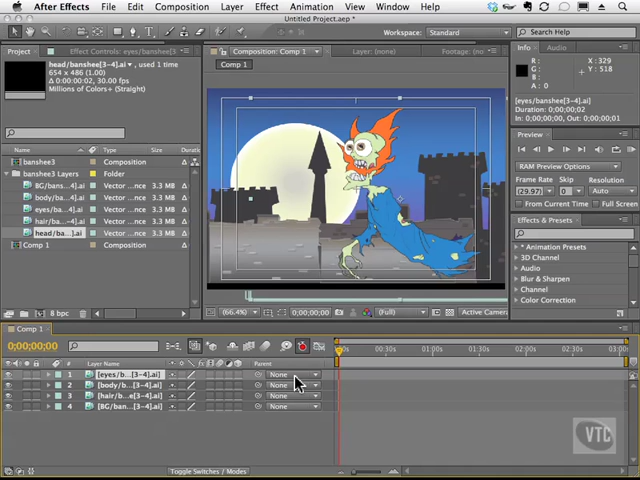 After Effects File Edit Composition Layer Effect Animation View Window Help
Untitled Project.aep *
Workspace: Standard Search Help
Project Effect Controls: eyes/banshee[ Composition: Comp 1 Layer: (none) Footage: (no Info Audio
head/banshee[3-4].ai , used 1 time
654 x 486 (1.00)
Δ 0:00:00:02, 30.00 fps
Millions of Colors+ (Straight)
Comp 1
R :
G :
B :
A : 0
X : 329
Y : 518
[eyes/banshee[3-4].ai]
Duration: 0;00;00;02
In: 0;00;00;00, Out: 0;00;00;01
Preview
RAM Preview Options
Frame Rate Skip Resolution
(29.97) 0 Auto
From Current Time Full Screen
Effects & Presets
* Animation Presets
3D Channel
Audio
Blur & Sharpen
Channel
Name Type Size Duration
banshee3 Composition
banshee3 Layers Folder
BG/bans...4].ai Vector ...nce 3.3 MB
body/ba...4].ai Vector ...nce 3.3 MB
eyes/ba...-4].ai Vector ...nce 3.3 MB
hair/ba...-4].ai Vector ...nce 3.3 MB
head/ba...].ai Vector ...nce 3.3 MB
Comp 1 Composition
8 bpc
(66.4%) 0;00;00;00 (Full) Active Camera
Comp 1
0;00;00;00
# Layer Name Parent
00s 00:30s 01:00s 01:30s 02:00s 02:30s 03:00
1 [eyes/b...[3-4].ai] None
2 [body/b...[3-4].ai] None
3 [hair/b...e[3-4].ai] None
4 [BG/ban...[3-4].ai] None
VTC
Toggle Switches / Modes